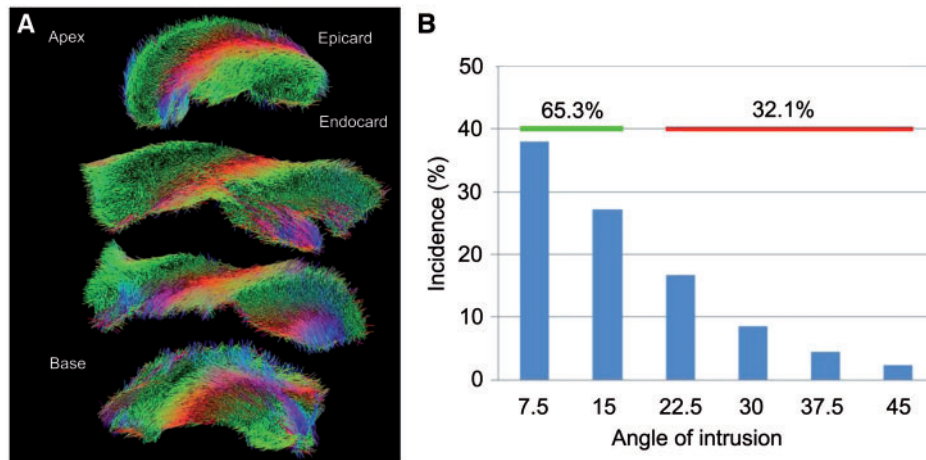 A
Apex
Epicard
Endocard
Base
B
50
65.3%
32.1%
40
30
20
10
0
Incidence (%)
7.5 15 22.5 30 37.5 45
Angle of intrusion